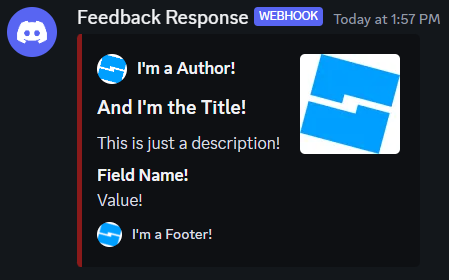 Feedback Response WEBHOOK Today at 1:57 PM
I'm a Author!
And I'm the Title!
This is just a description!
Field Name!
Value!
I'm a Footer!